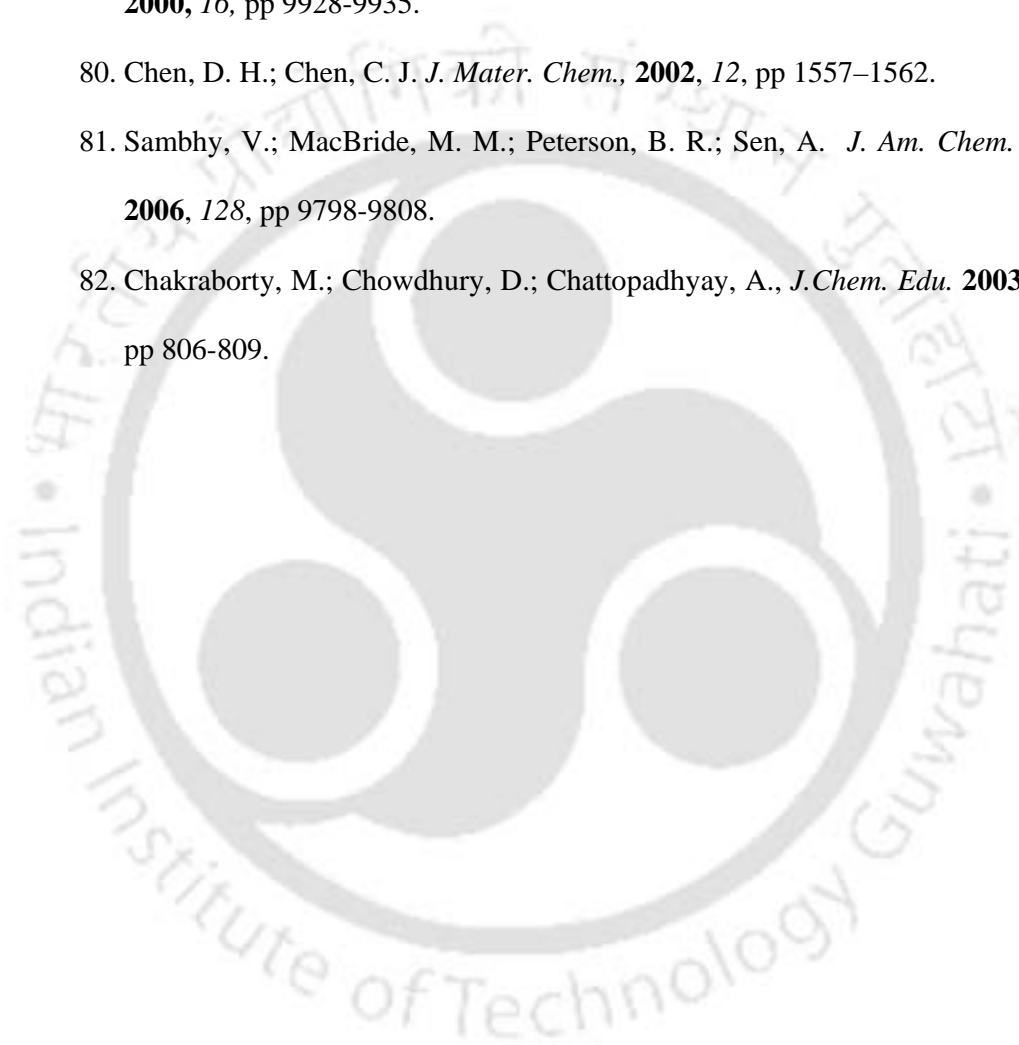 2000, 16, pp 9928-9935.
80. Chen, D. H.; Chen, C. J. J. Mater. Chem., 2002, 12, pp 1557–1562.
81. Sambhy, V.; MacBride, M. M.; Peterson, B. R.; Sen, A. J. Am. Chem.
2006, 128, pp 9798-9808.
82. Chakraborty, M.; Chowdhury, D.; Chattopadhyay, A., J.Chem. Edu. 2003
pp 806-809.
भारतीय प्रौद्योगिकी संस्थान गुवाहाटी
Indian Institute of Technology Guwahati